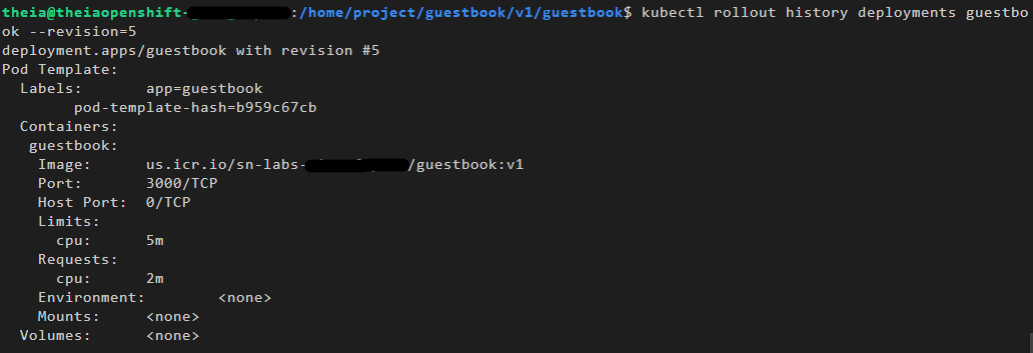 theia@theiaopenshift-:/home/project/guestbook/v1/guestbook$ kubectl rollout history deployments guestbo
ok --revision=5
deployment.apps/guestbook with revision #5
Pod Template:
  Labels:       app=guestbook
        pod-template-hash=b959c67cb
  Containers:
   guestbook:
    Image:      us.icr.io/sn-labs-/guestbook:v1
    Port:       3000/TCP
    Host Port:  0/TCP
    Limits:
      cpu:      5m
    Requests:
      cpu:      2m
    Environment:        <none>
    Mounts:     <none>
  Volumes:      <none>